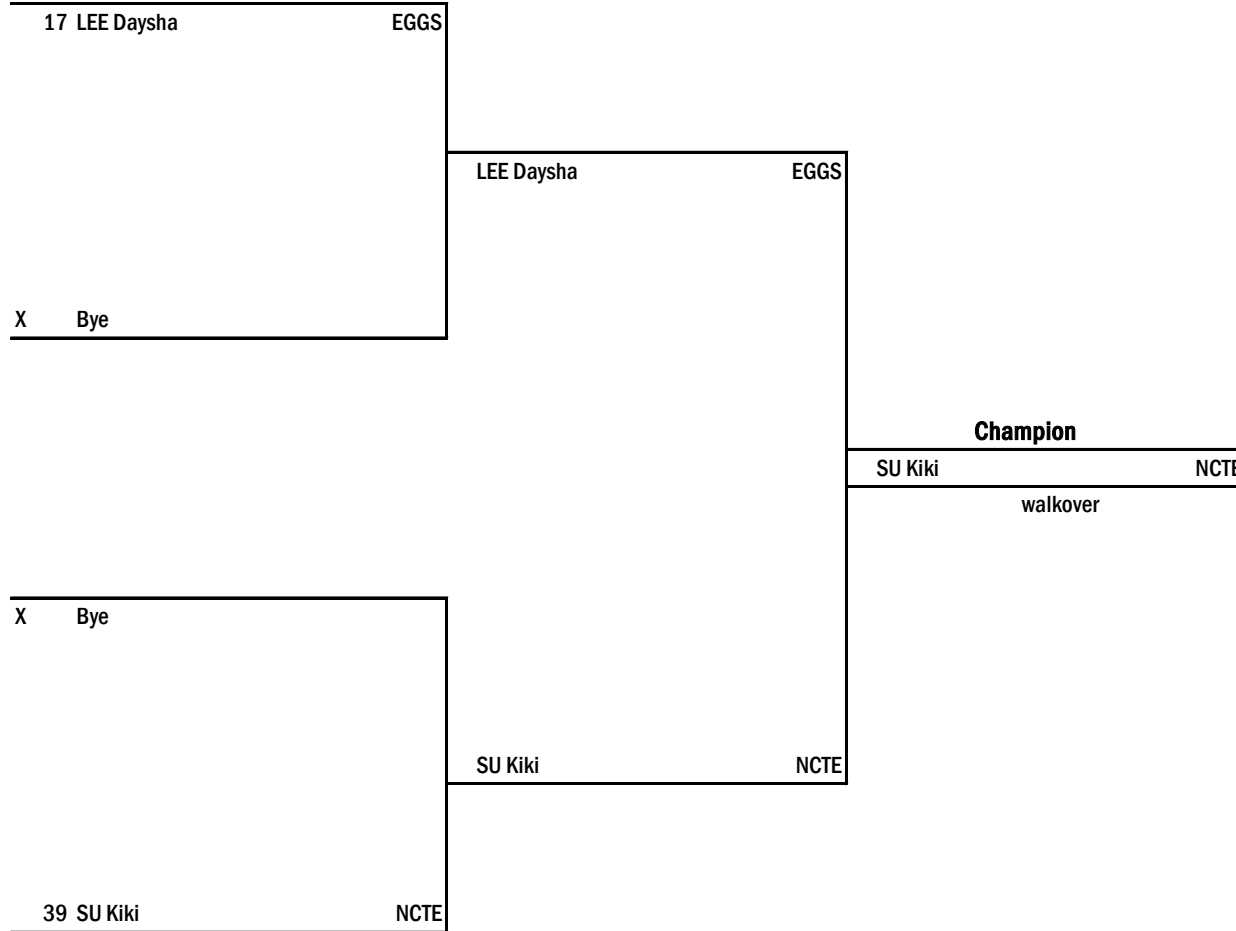 17 LEE Daysha EGGS
LEE Daysha EGGS
X Bye
Champion
SU Kiki NCTE
walkover
X Bye
SU Kiki NCTE
39 SU Kiki NCTE